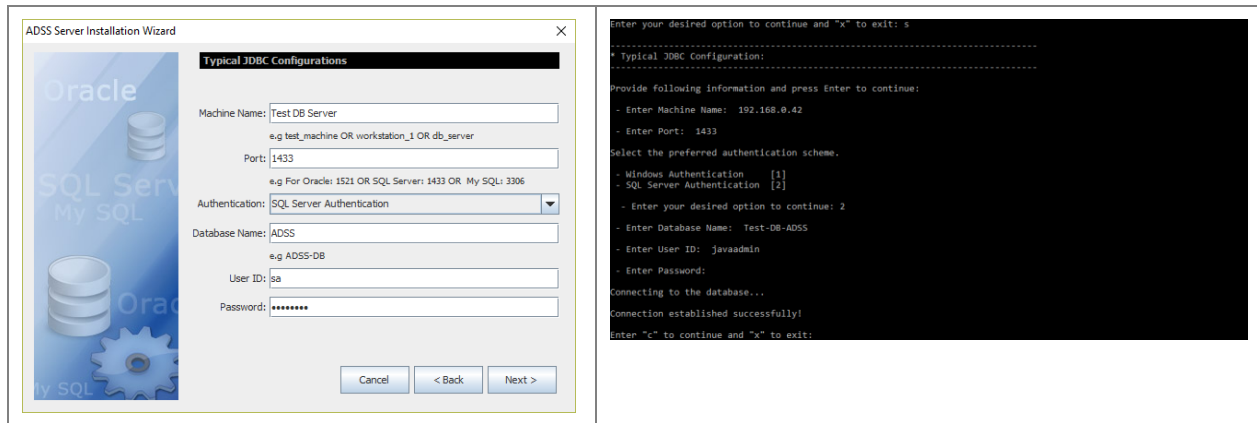 ADSS Server Installation Wizard
Typical JDBC Configurations
Oracle
SQL Serv
My SQL
Orac
My SQL
Machine Name: Test DB Server
e.g test_machine OR workstation_1 OR db_server
Port: 1433
e.g For Oracle: 1521 OR SQL Server: 1433 OR My SQL: 3306
Authentication: SQL Server Authentication
Database Name: ADSS
e.g ADSS-DB
User ID: sa
Password: ••••••••
Cancel
< Back
Next >
Enter your desired option to continue and "x" to exit: s
* Typical JDBC Configuration:
Provide following information and press Enter to continue:
- Enter Machine Name: 192.168.0.42
- Enter Port: 1433
Select the preferred authentication scheme.
- Windows Authentication [1]
- SQL Server Authentication [2]
- Enter your desired option to continue: 2
- Enter Database Name: Test-DB-ADSS
- Enter User ID: javaadmin
- Enter Password:
Connecting to the database...
Connection established successfully!
Enter "c" to continue and "x" to exit: